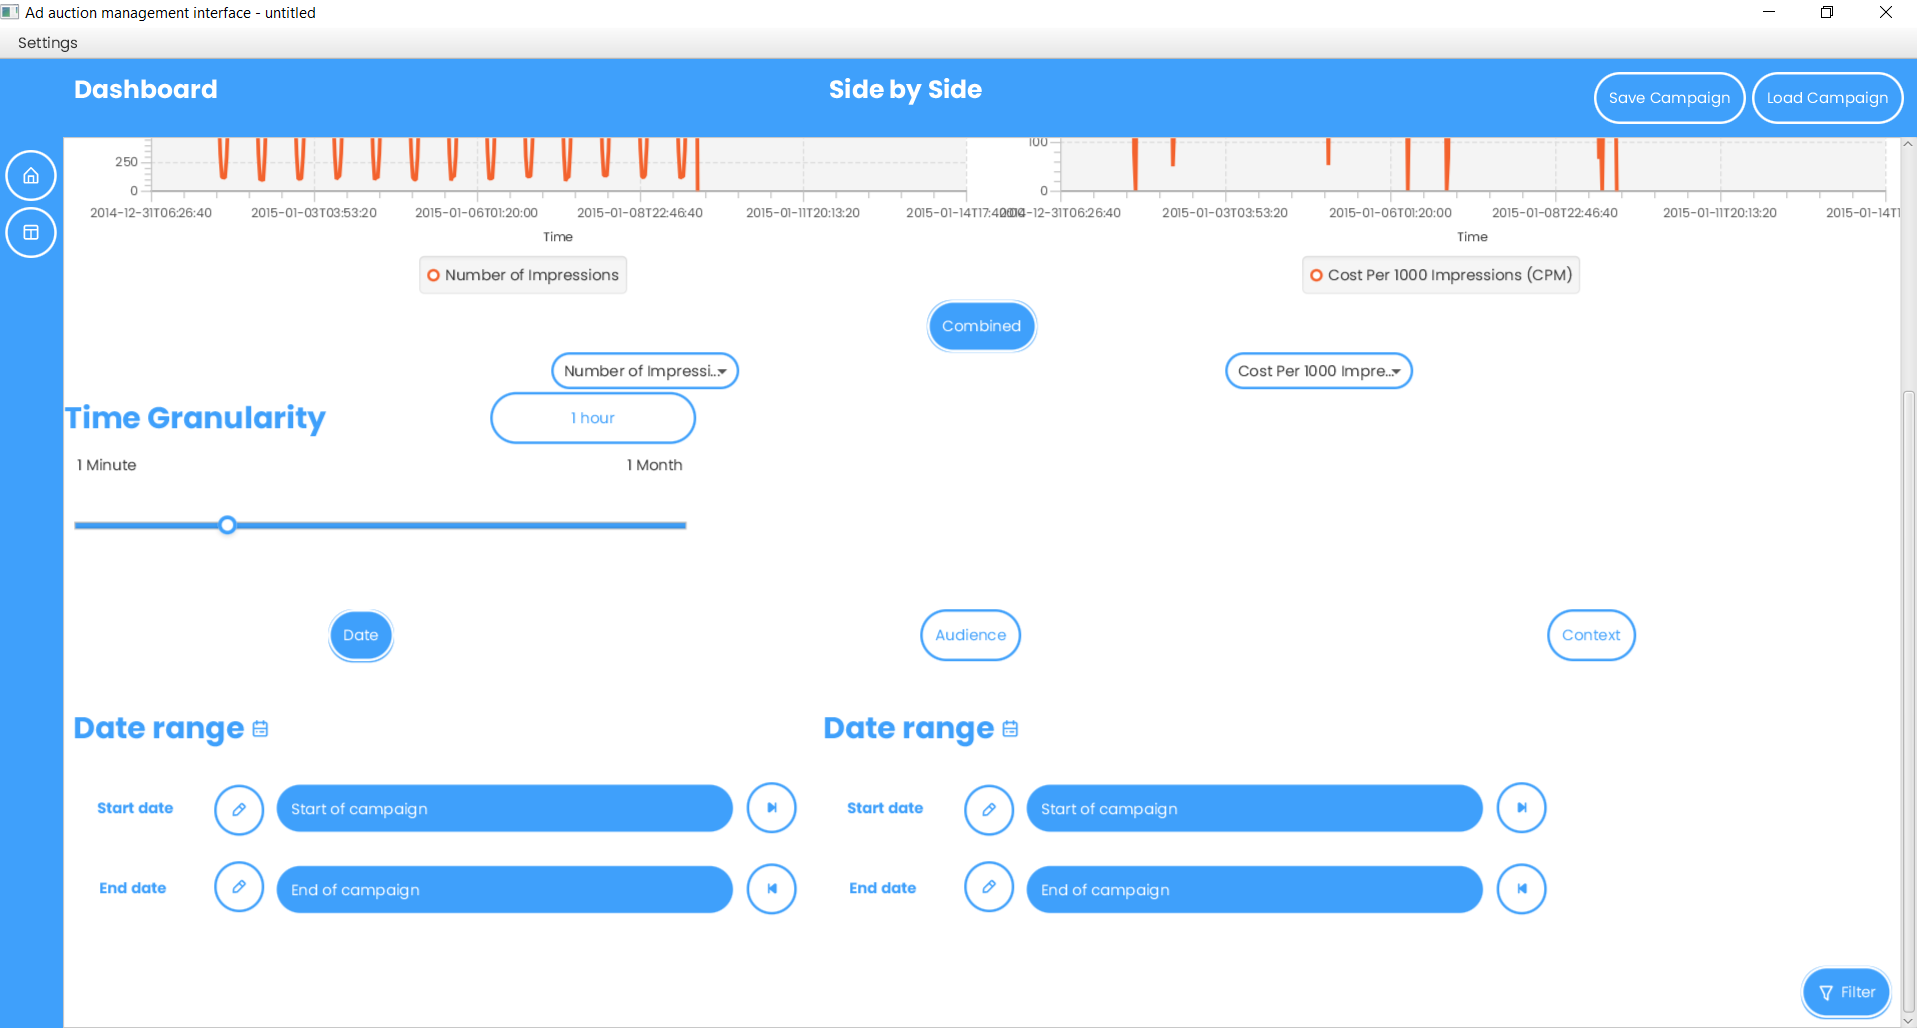 Ad auction management interface - untitled
Settings
Dashboard
Side by Side
Save Campaign
Load Campaign
250
0
2014-12-31T06:26:40
2015-01-03T03:53:20
2015-01-06T01:20:00
2015-01-08T22:46:40
2015-01-11T20:13:20
2015-01-14T17:40:00
Time
Number of Impressions
100
0
2014-12-31T06:26:40
2015-01-03T03:53:20
2015-01-06T01:20:00
2015-01-08T22:46:40
2015-01-11T20:13:20
2015-01-14T1
Time
Cost Per 1000 Impressions (CPM)
Combined
Number of Impressi...
Cost Per 1000 Impre...
Time Granularity
1 hour
1 Minute
1 Month
Date
Audience
Context
Date range
Start date
Start of campaign
End date
End of campaign
Date range
Start date
Start of campaign
End date
End of campaign
Filter